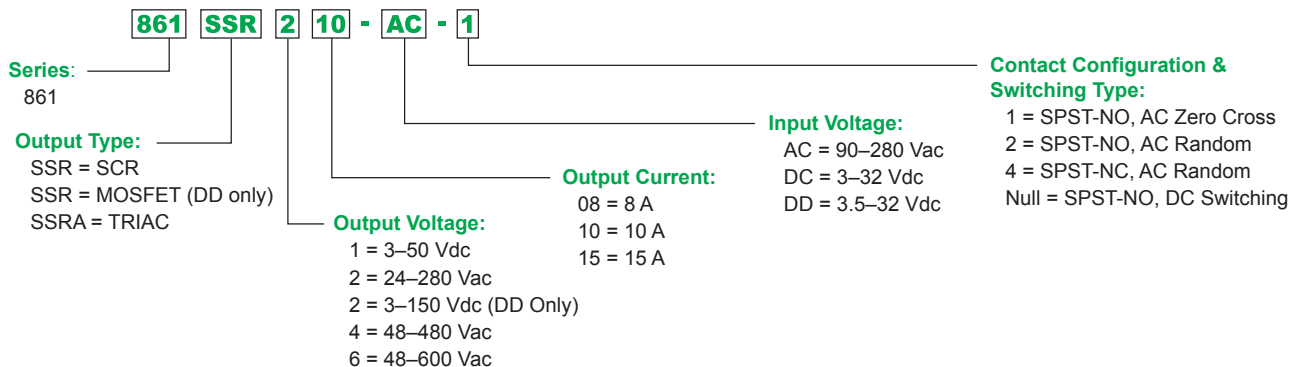 861 SSR 2 10 - AC - 1
Series:
861
Output Type:
SSR = SCR
SSR = MOSFET (DD only)
SSRA = TRIAC
Output Voltage:
1 = 3–50 Vdc
2 = 24–280 Vac
2 = 3–150 Vdc (DD Only)
4 = 48–480 Vac
6 = 48–600 Vac
Output Current:
08 = 8 A
10 = 10 A
15 = 15 A
Input Voltage:
AC = 90–280 Vac
DC = 3–32 Vdc
DD = 3.5–32 Vdc
Contact Configuration &
Switching Type:
1 = SPST-NO, AC Zero Cross
2 = SPST-NO, AC Random
4 = SPST-NC, AC Random
Null = SPST-NO, DC Switching